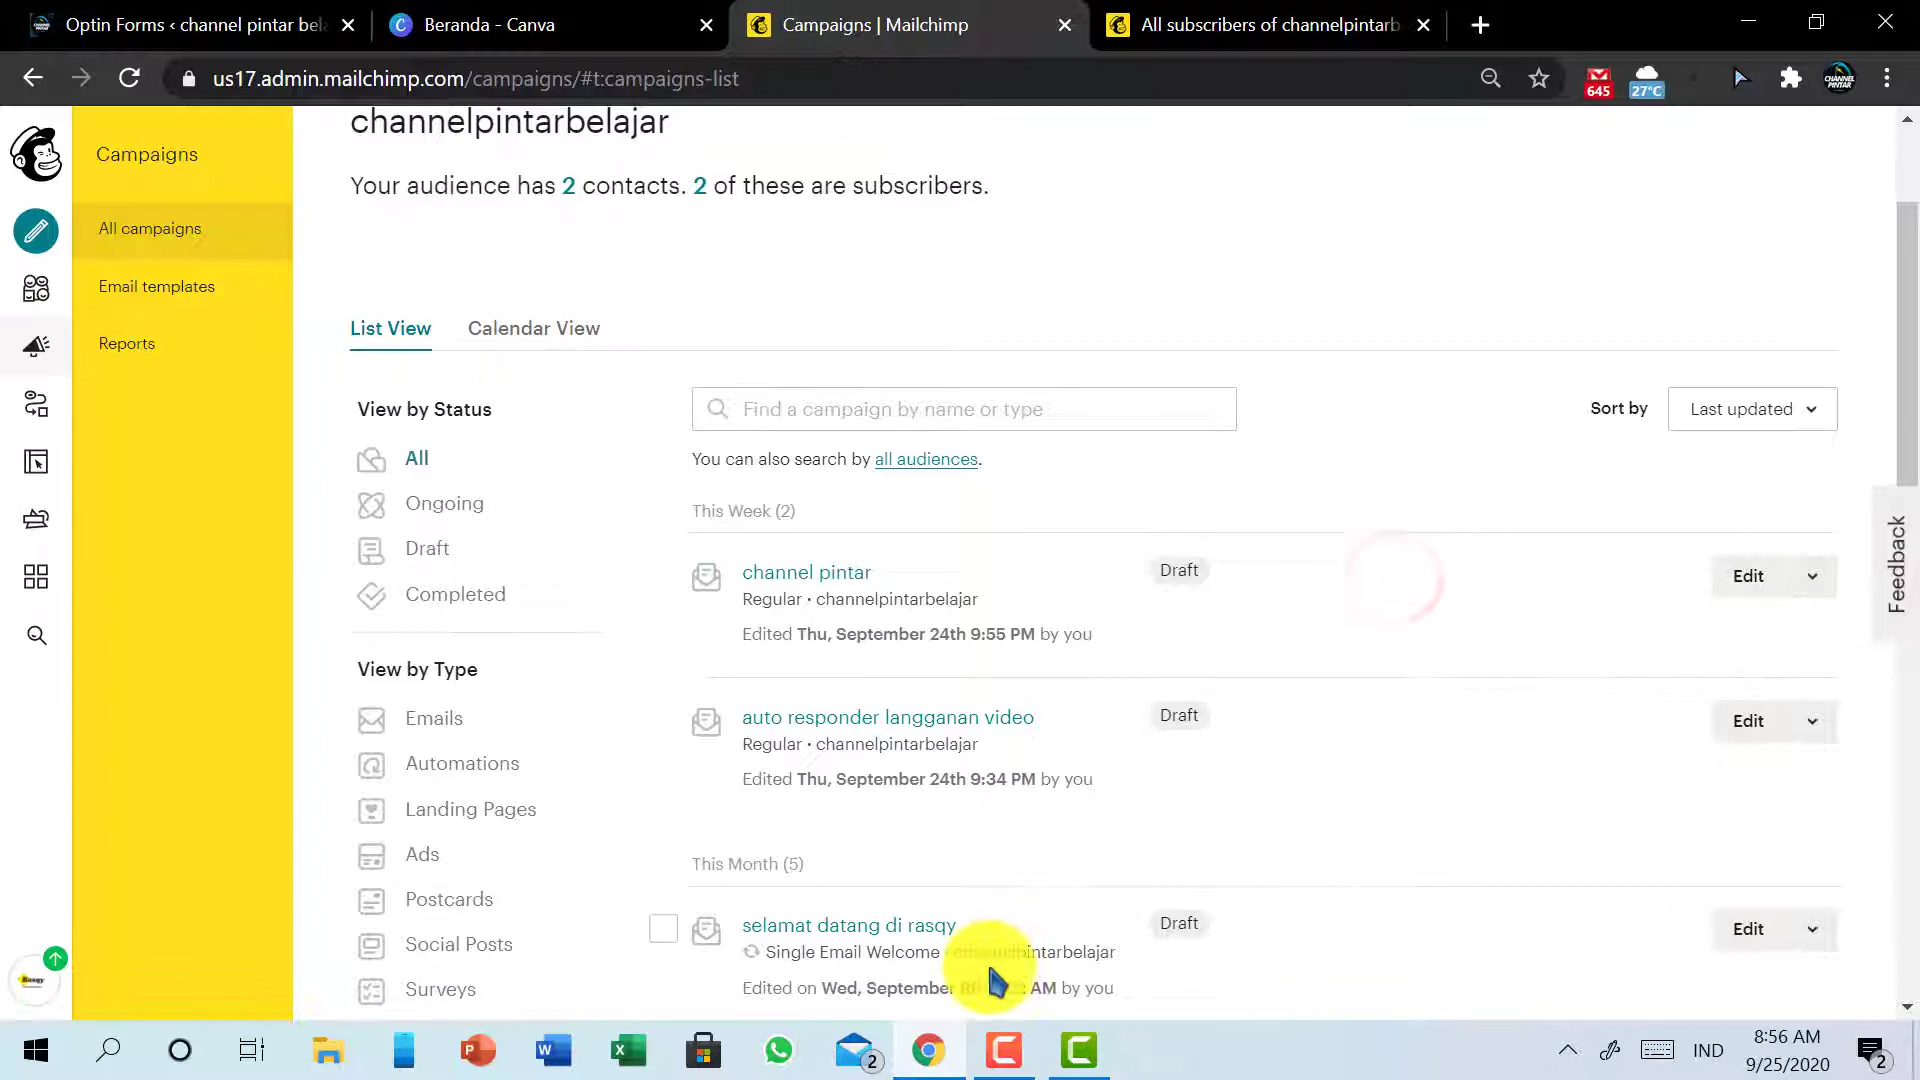 Optin Forms ‹ channel pintar bel
Beranda - Canva
Campaigns | Mailchimp
All subscribers of channelpintarb
us17.admin.mailchimp.com/campaigns/#t:campaigns-list
645
27°C
Campaigns
All campaigns
Email templates
Reports
channelpintarbelajar
Your audience has 2 contacts. 2 of these are subscribers.
List View
Calendar View
View by Status
All
Ongoing
Draft
Completed
View by Type
Emails
Automations
Landing Pages
Ads
Postcards
Social Posts
Surveys
Find a campaign by name or type
Sort by
Last updated
You can also search by all audiences.
This Week (2)
channel pintar
Draft
Edit
Regular • channelpintarbelajar
Edited Thu, September 24th 9:55 PM by you
auto responder langganan video
Draft
Edit
Regular • channelpintarbelajar
Edited Thu, September 24th 9:34 PM by you
This Month (5)
selamat datang di rasqy
Draft
Edit
Single Email Welcome
Edited on Wed, September AM by you
Feedback
2
IND
8:56 AM
9/25/2020
2